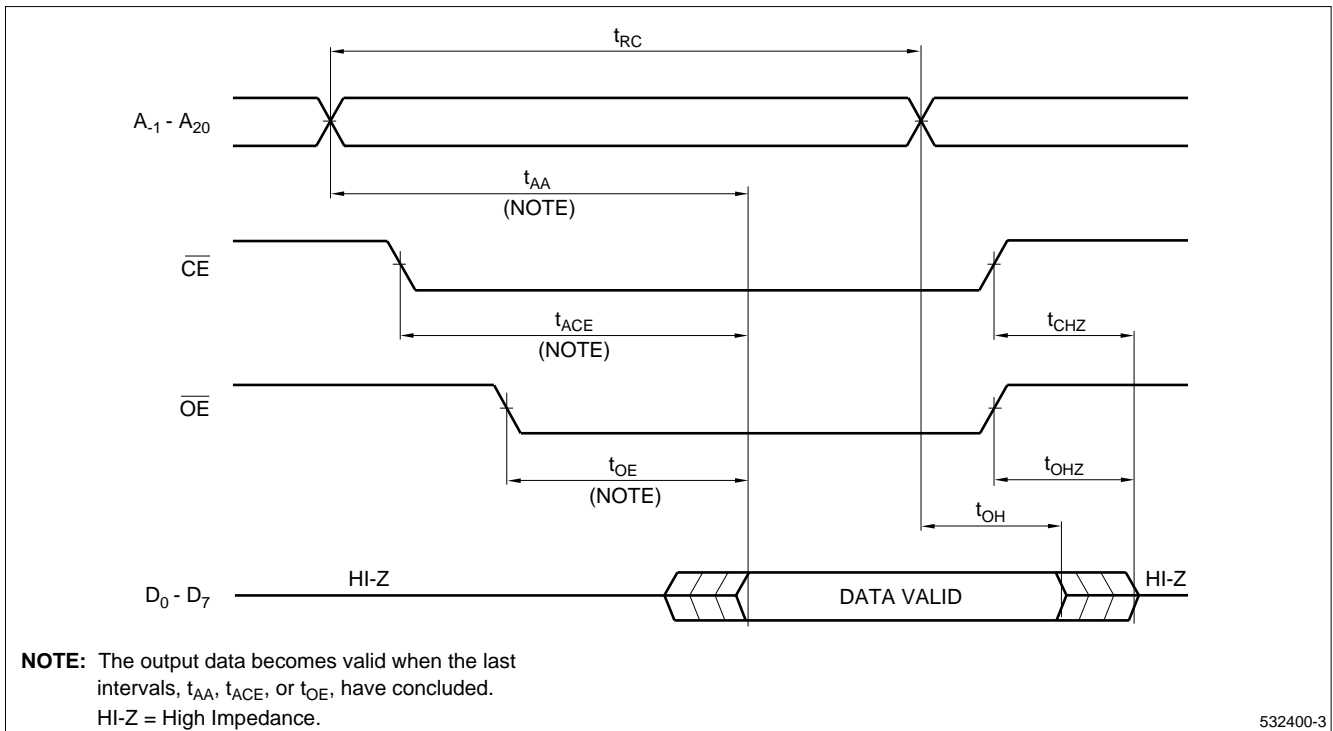 tRC
A-1 - A20
tAA
(NOTE)
CE
tACE
(NOTE)
tCHZ
OE
tOE
(NOTE)
tOHZ
tOH
D0 - D7
HI-Z
DATA VALID
HI-Z
NOTE: The output data becomes valid when the last
intervals, tAA, tACE, or tOE, have concluded.
HI-Z = High Impedance.
532400-3